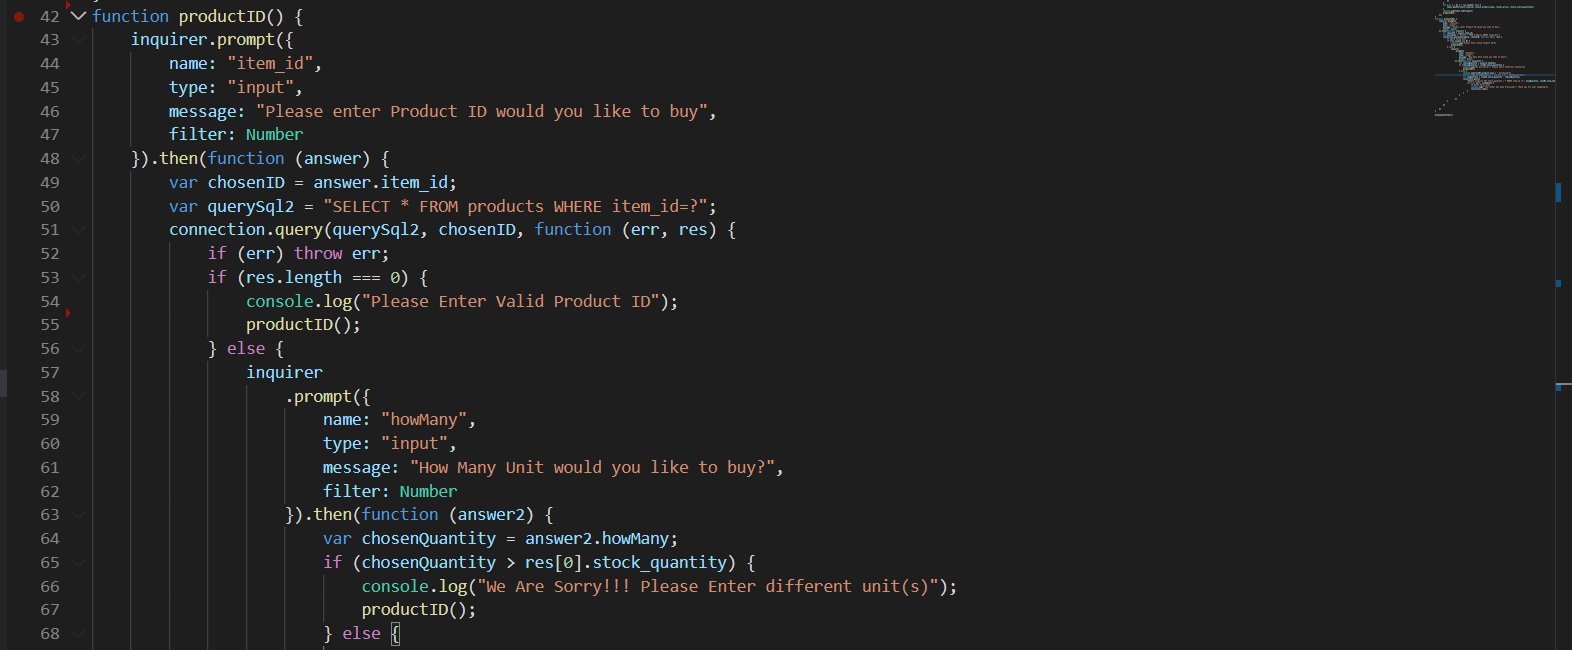 42 function productID() {
43 inquirer.prompt({
44 name: "item_id",
45 type: "input",
46 message: "Please enter Product ID would you like to buy",
47 filter: Number
48 }).then(function (answer) {
49 var chosenID = answer.item_id;
50 var querySql2 = "SELECT * FROM products WHERE item_id=?";
51 connection.query(querySql2, chosenID, function (err, res) {
52 if (err) throw err;
53 if (res.length === 0) {
54 console.log("Please Enter Valid Product ID");
55 productID();
56 } else {
57 inquirer
58 .prompt({
59 name: "howMany",
60 type: "input",
61 message: "How Many Unit would you like to buy?",
62 filter: Number
63 }).then(function (answer2) {
64 var chosenQuantity = answer2.howMany;
65 if (chosenQuantity > res[0].stock_quantity) {
66 console.log("We Are Sorry!!! Please Enter different unit(s)");
67 productID();
68 } else {